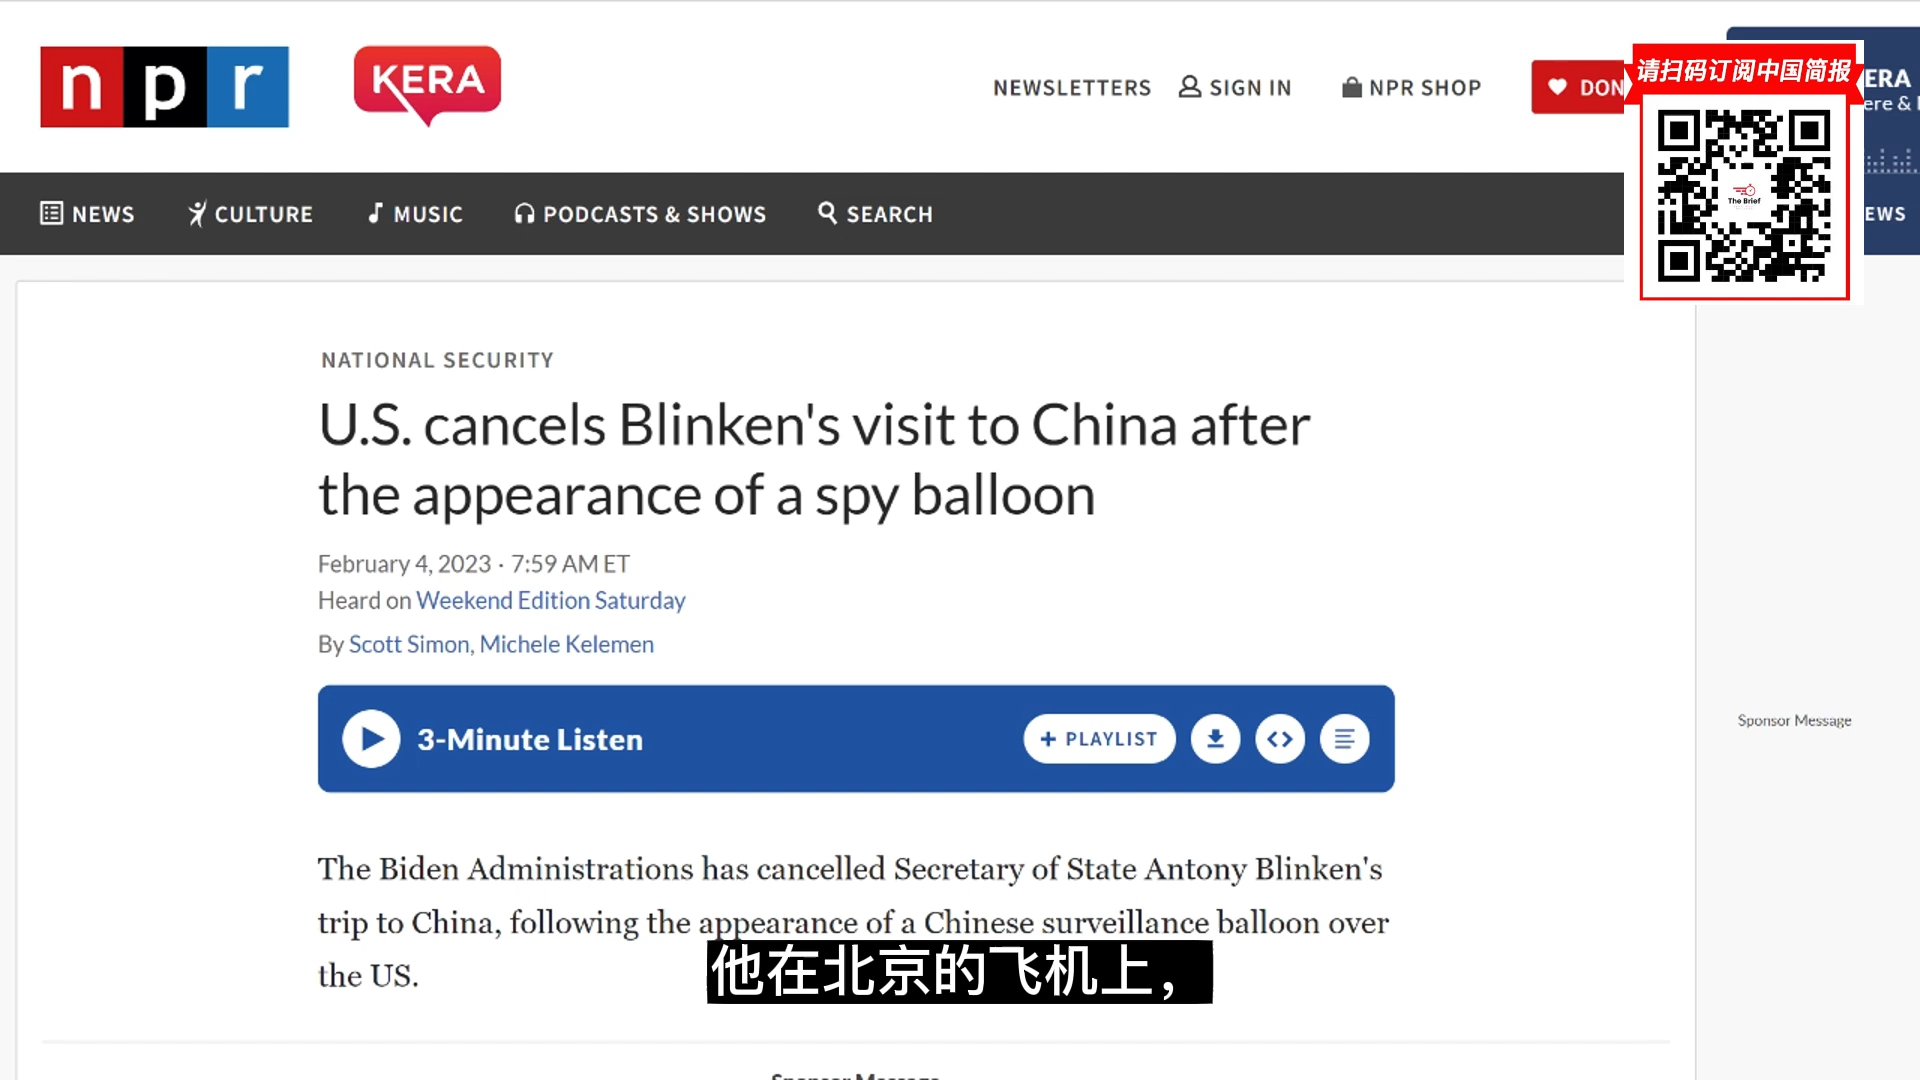 npr
KERA
NEWSLETTERS
SIGN IN
NPR SHOP
DON
请扫码订阅中国简报
ERA
ere &
The Brief
NEWS
CULTURE
MUSIC
PODCASTS & SHOWS
SEARCH
EWS
NATIONAL SECURITY
U.S. cancels Blinken's visit to China after
the appearance of a spy balloon
February 4, 2023 · 7:59 AM ET
Heard on Weekend Edition Saturday
By Scott Simon, Michele Kelemen
3-Minute Listen
+ PLAYLIST
Sponsor Message
The Biden Administrations has cancelled Secretary of State Antony Blinken's
trip to China, following the appearance of a Chinese surveillance balloon over
the US.
他在北京的飞机上，
Sponsor Message